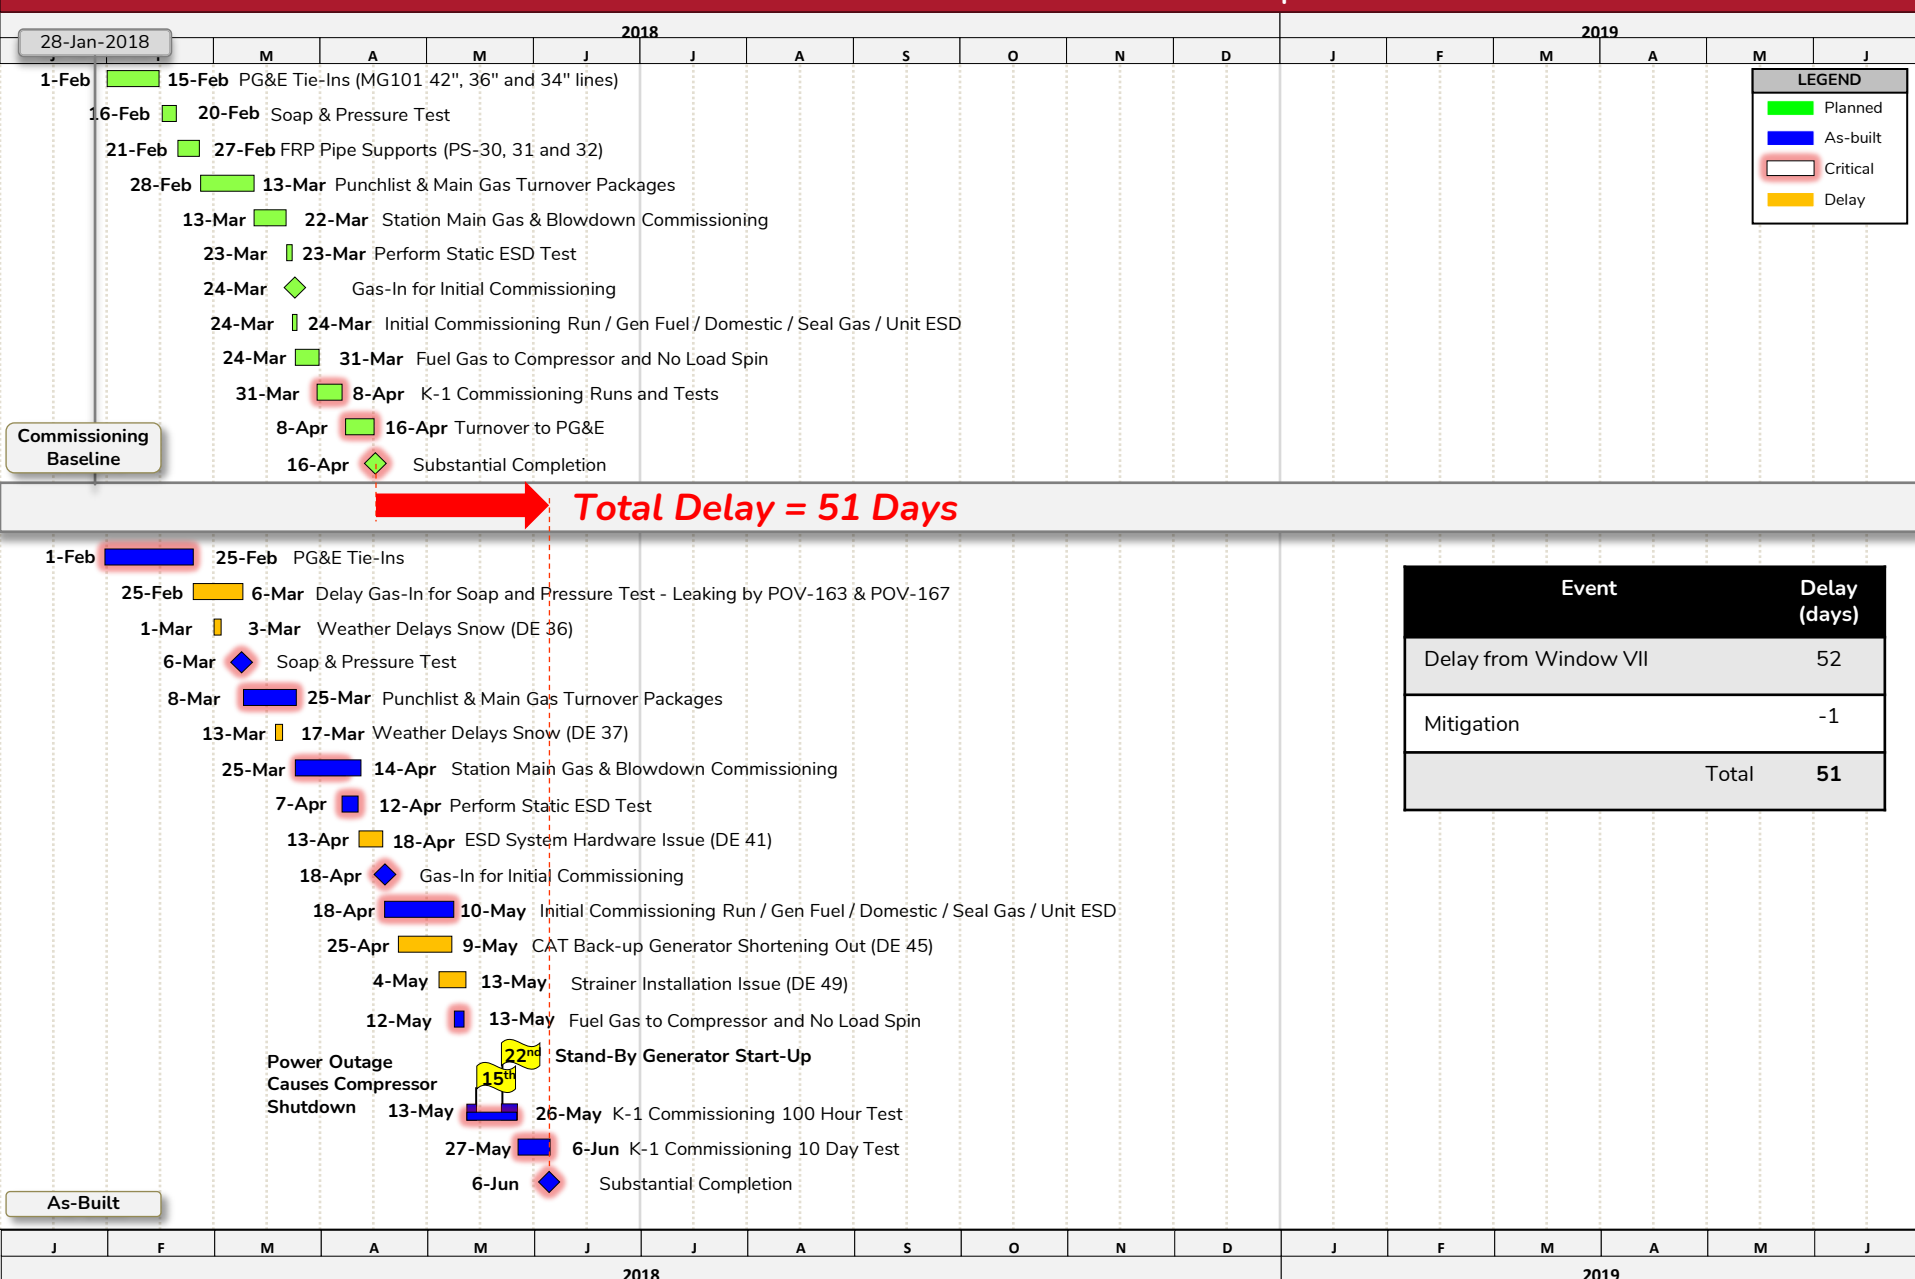 2018 2019
28-Jan-2018
M A M J J A S O N D J F M A M J
1-Feb 15-Feb PG&E Tie-Ins (MG101 42", 36" and 34" lines)
16-Feb 20-Feb Soap & Pressure Test
21-Feb 27-Feb FRP Pipe Supports (PS-30, 31 and 32)
28-Feb 13-Mar Punchlist & Main Gas Turnover Packages
13-Mar 22-Mar Station Main Gas & Blowdown Commissioning
23-Mar 23-Mar Perform Static ESD Test
24-Mar Gas-In for Initial Commissioning
24-Mar 24-Mar Initial Commissioning Run / Gen Fuel / Domestic / Seal Gas / Unit ESD
24-Mar 31-Mar Fuel Gas to Compressor and No Load Spin
31-Mar 8-Apr K-1 Commissioning Runs and Tests
8-Apr 16-Apr Turnover to PG&E
16-Apr Substantial Completion
Commissioning
Baseline
LEGEND
Planned
As-built
Critical
Delay
Total Delay = 51 Days
1-Feb 25-Feb PG&E Tie-Ins
25-Feb 6-Mar Delay Gas-In for Soap and Pressure Test - Leaking by POV-163 & POV-167
1-Mar 3-Mar Weather Delays Snow (DE 36)
6-Mar Soap & Pressure Test
8-Mar 25-Mar Punchlist & Main Gas Turnover Packages
13-Mar 17-Mar Weather Delays Snow (DE 37)
25-Mar 14-Apr Station Main Gas & Blowdown Commissioning
7-Apr 12-Apr Perform Static ESD Test
13-Apr 18-Apr ESD System Hardware Issue (DE 41)
18-Apr Gas-In for Initial Commissioning
18-Apr 10-May Initial Commissioning Run / Gen Fuel / Domestic / Seal Gas / Unit ESD
25-Apr 9-May CAT Back-up Generator Shortening Out (DE 45)
4-May 13-May Strainer Installation Issue (DE 49)
12-May 13-May Fuel Gas to Compressor and No Load Spin
22nd Stand-By Generator Start-Up
15th
Power Outage
Causes Compressor
Shutdown
13-May 26-May K-1 Commissioning 100 Hour Test
27-May 6-Jun K-1 Commissioning 10 Day Test
6-Jun Substantial Completion
As-Built
Event Delay
(days)
Delay from Window VII 52
Mitigation -1
Total 51
J F M A M J J A S O N D J F M A M J
2018 2019